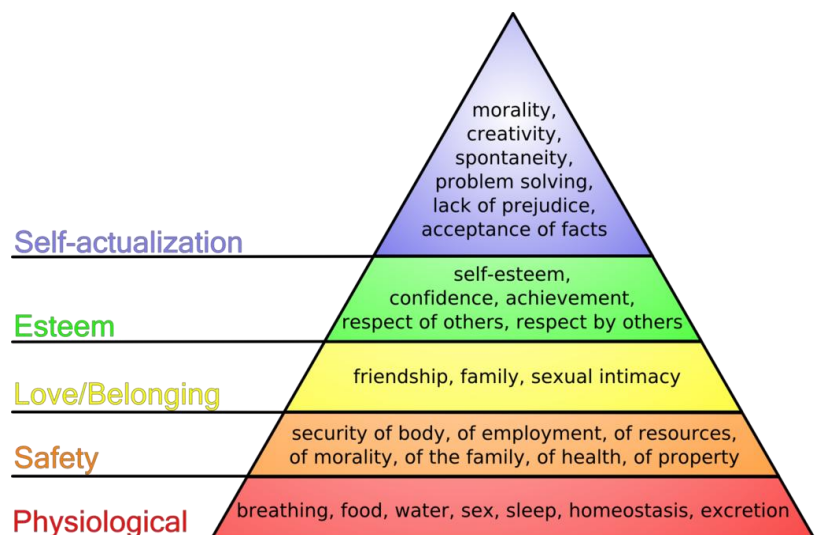 morality,
creativity,
spontaneity,
problem solving,
lack of prejudice,
acceptance of facts
Self-actualization
self-esteem,
confidence, achievement,
respect of others, respect by others
Esteem
friendship, family, sexual intimacy
Love/Belonging
security of body, of employment, of resources,
of morality, of the family, of health, of property
Safety
breathing, food, water, sex, sleep, homeostasis, excretion
Physiological